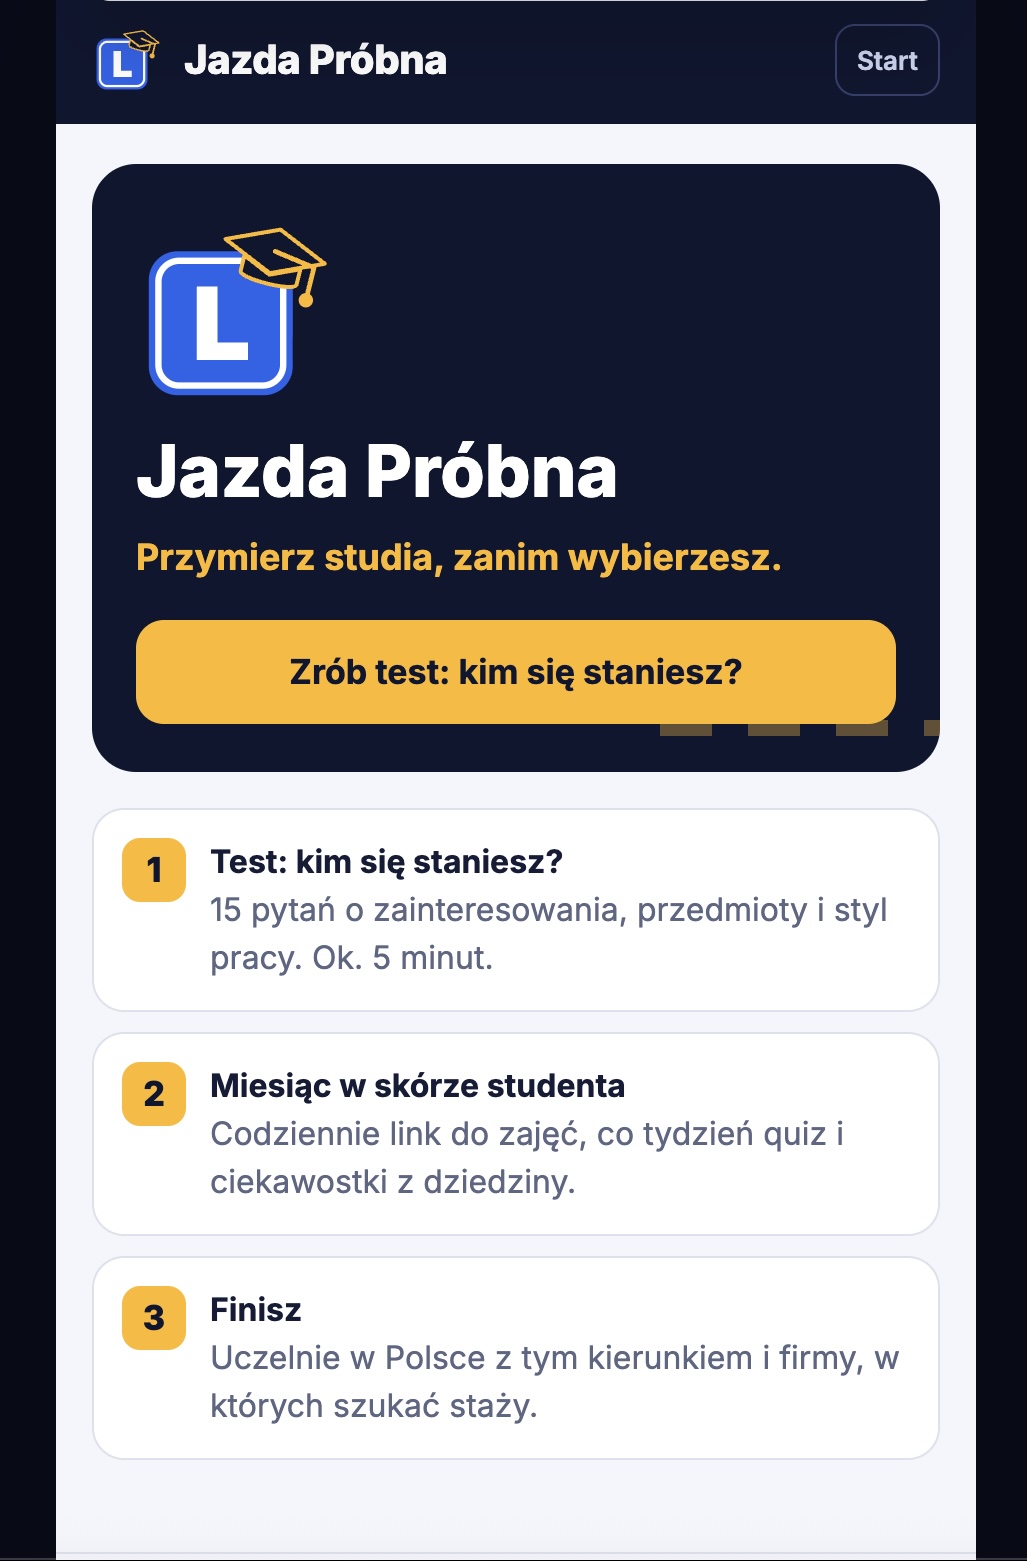 L
Jazda Próbna
Start
L
Jazda Próbna
Przymierz studia, zanim wybierzesz.
Zrób test: kim się staniesz?
1
Test: kim się staniesz?
15 pytań o zainteresowania, przedmioty i styl
pracy. Ok. 5 minut.
2
Miesiąc w skórze studenta
Codziennie link do zajęć, co tydzień quiz i
ciekawostki z dziedziny.
3
Finisz
Uczelnie w Polsce z tym kierunkiem i firmy, w
których szukać staży.